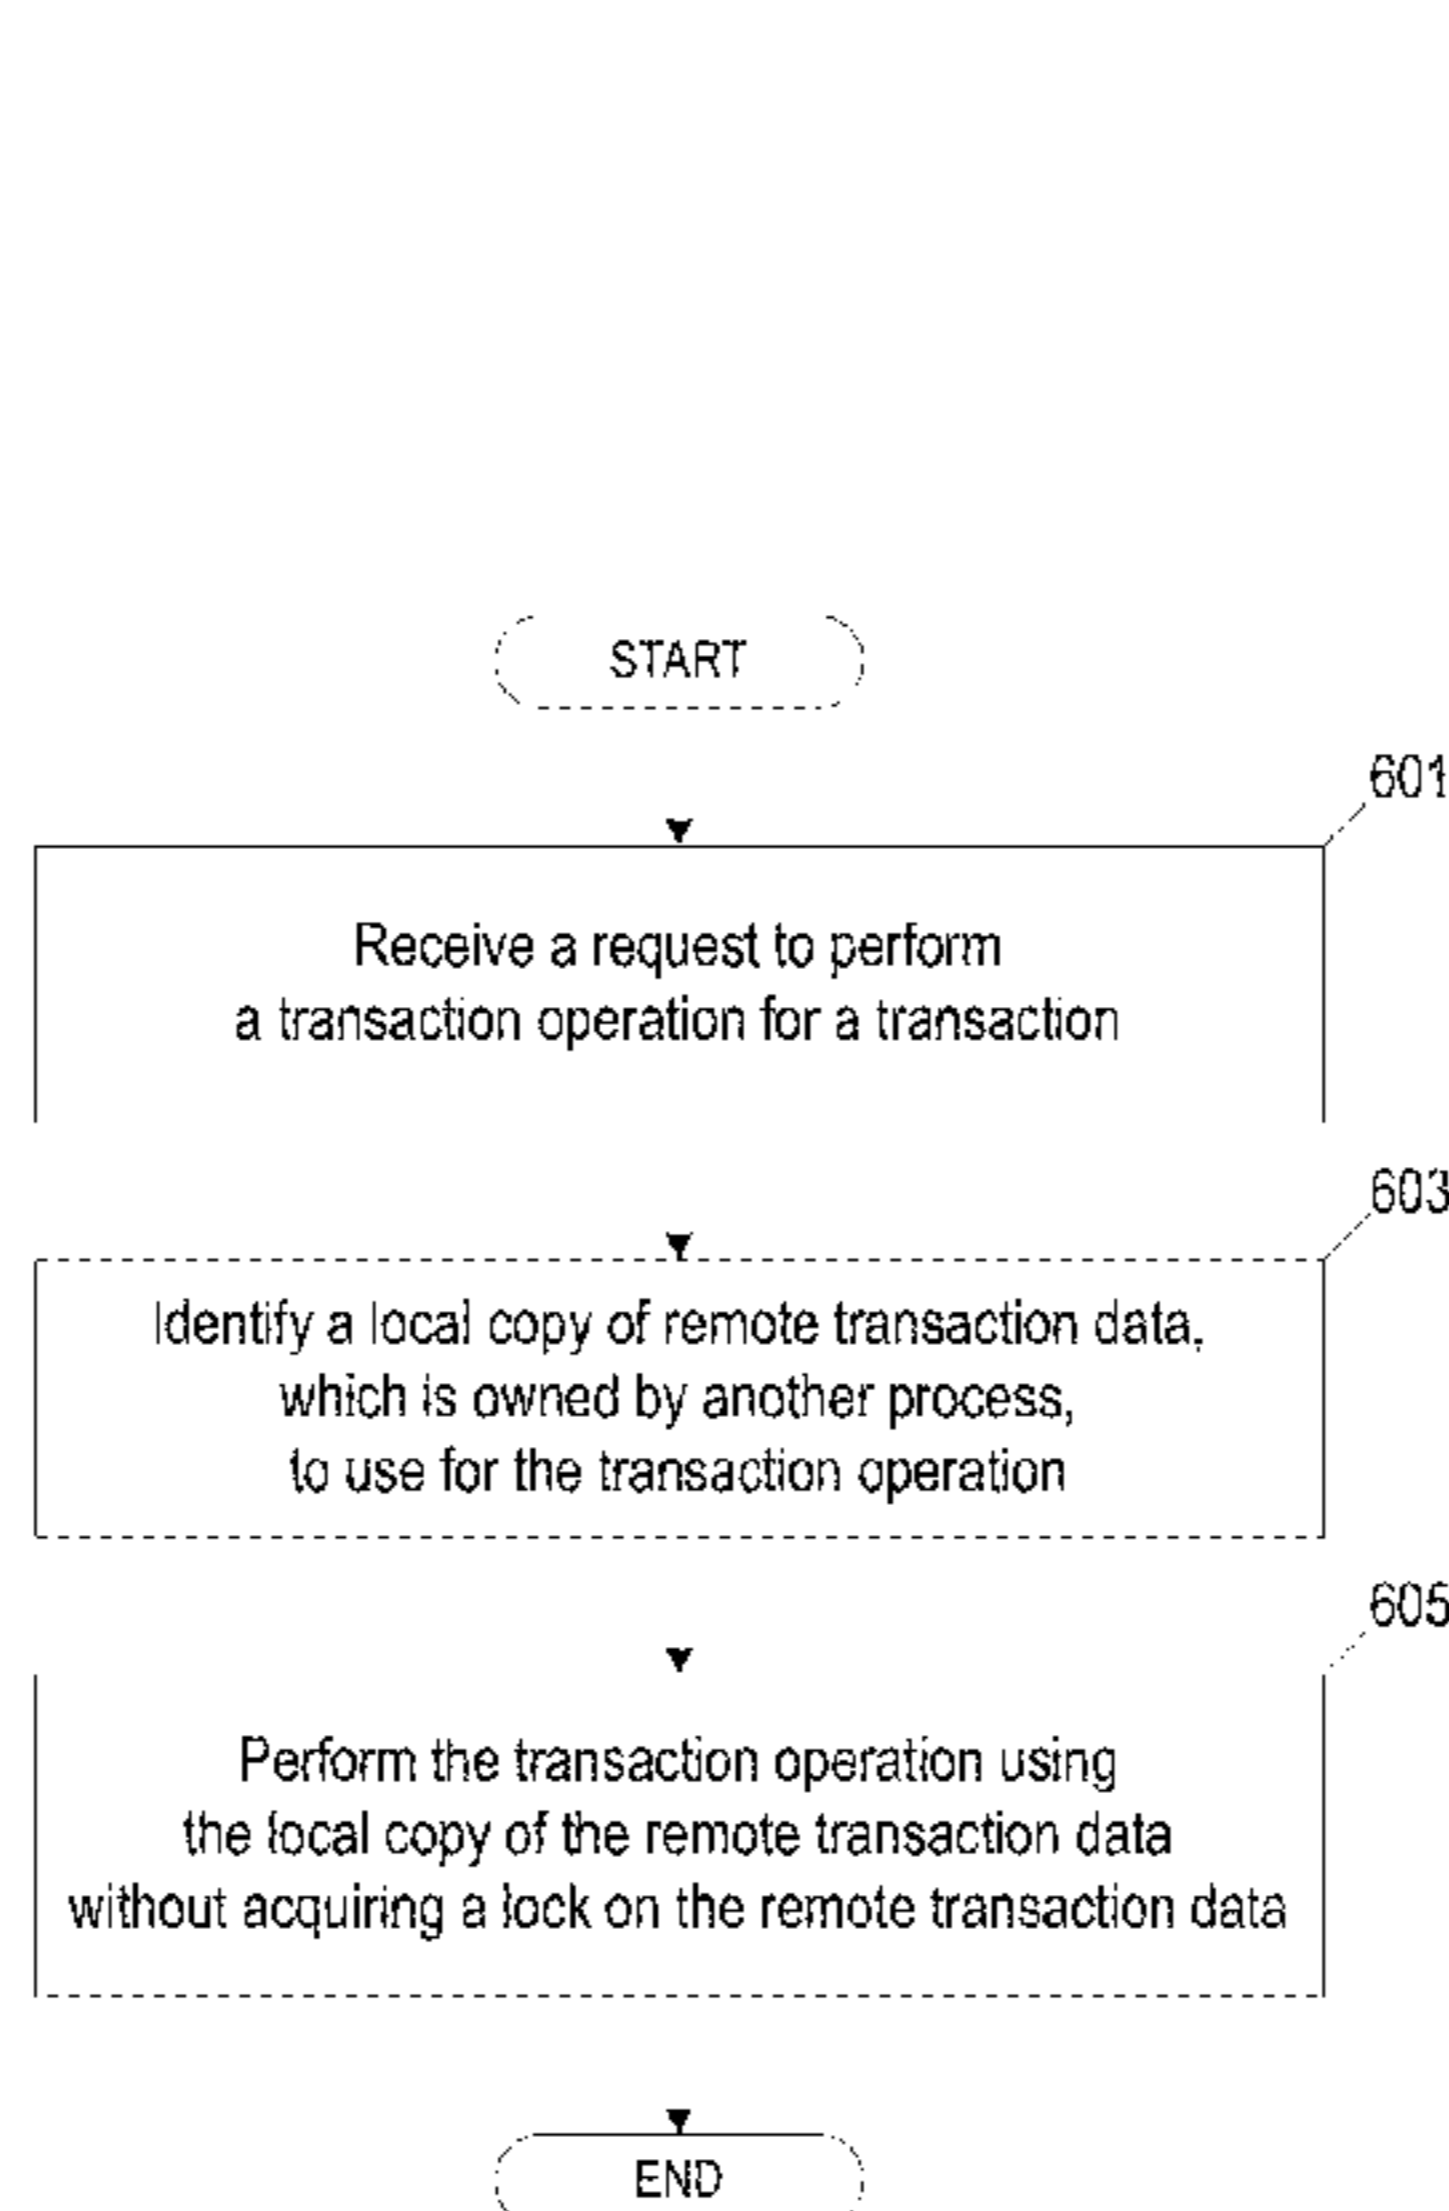 START
601
Receive a request to perform
a transaction operation for a transaction
603
Identify a local copy of remote transaction data,
which is owned by another process,
to use for the transaction operation
605
Perform the transaction operation using
the local copy of the remote transaction data
without acquiring a lock on the remote transaction data
END